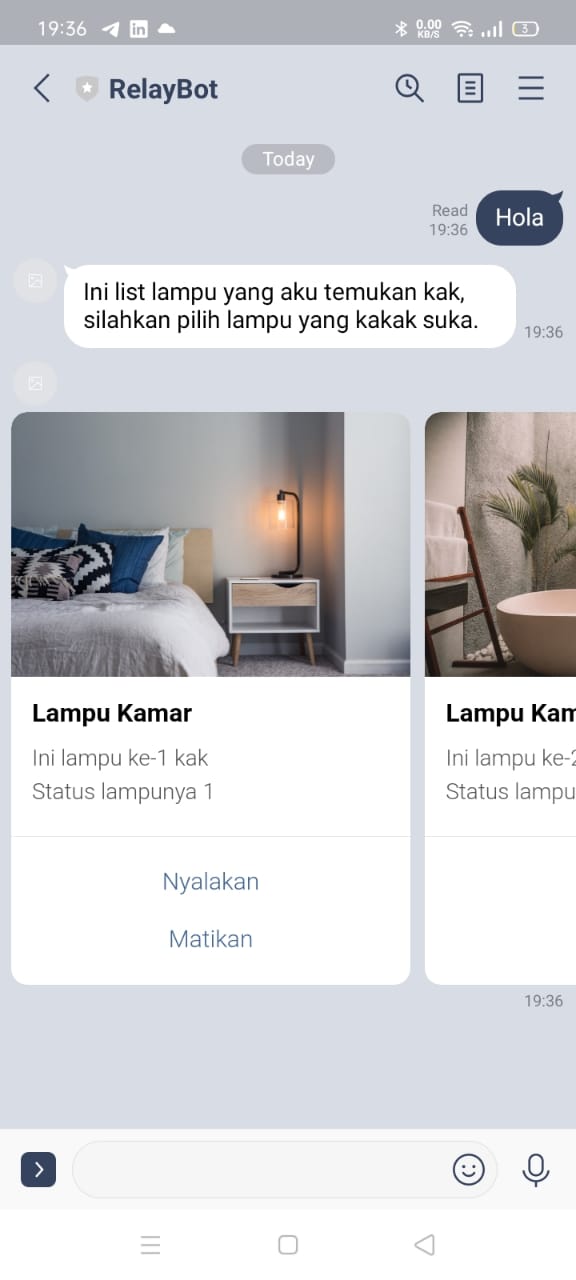 19:36
0.00
KB/S
3
RelayBot
Today
Read
19:36
Hola
Ini list lampu yang aku temukan kak,
silahkan pilih lampu yang kakak suka.
19:36
Lampu Kamar
Ini lampu ke-1 kak
Status lampunya 1
Nyalakan
Matikan
Lampu Kam
Ini lampu ke-2
Status lampu
19:36